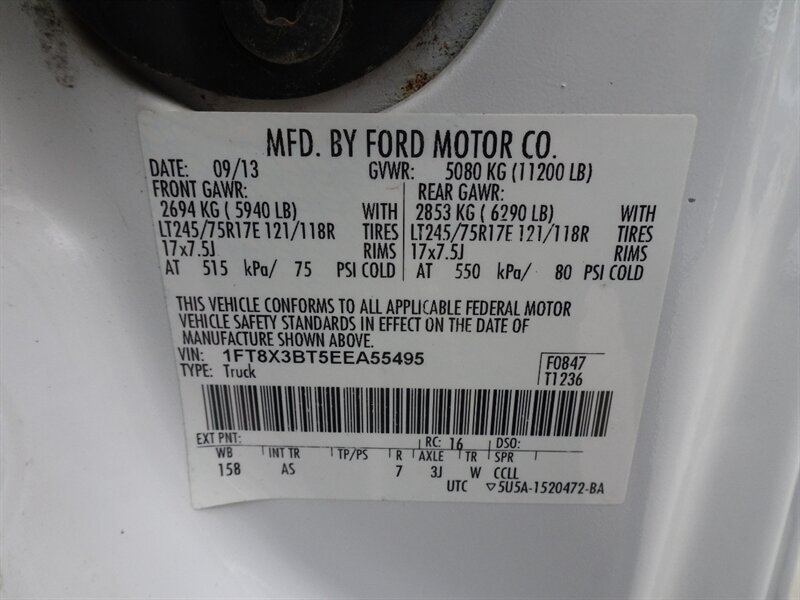 MFD. BY FORD MOTOR CO.
DATE: 09/13 GVWR: 5080 KG (11200 LB)
FRONT GAWR: REAR GAWR:
2694 KG ( 5940 LB) WITH 2853 KG ( 6290 LB) WITH
LT245/75R17E 121/118R TIRES LT245/75R17E 121/118R TIRES
17x7.5J RIMS 17x7.5J RIMS
AT 515 kPa/ 75 PSI COLD AT 550 kPa/ 80 PSI COLD
THIS VEHICLE CONFORMS TO ALL APPLICABLE FEDERAL MOTOR
VEHICLE SAFETY STANDARDS IN EFFECT ON THE DATE OF
MANUFACTURE SHOWN ABOVE.
VIN: 1FT8X3BT5EEA55495 F0847
TYPE: Truck T1236
EXT PNT: RC: 16 DSO:
WB INT TR TP/PS R AXLE TR SPR
158 AS 7 3J W CCLL
UTC ▽5U5A-1520472-BA